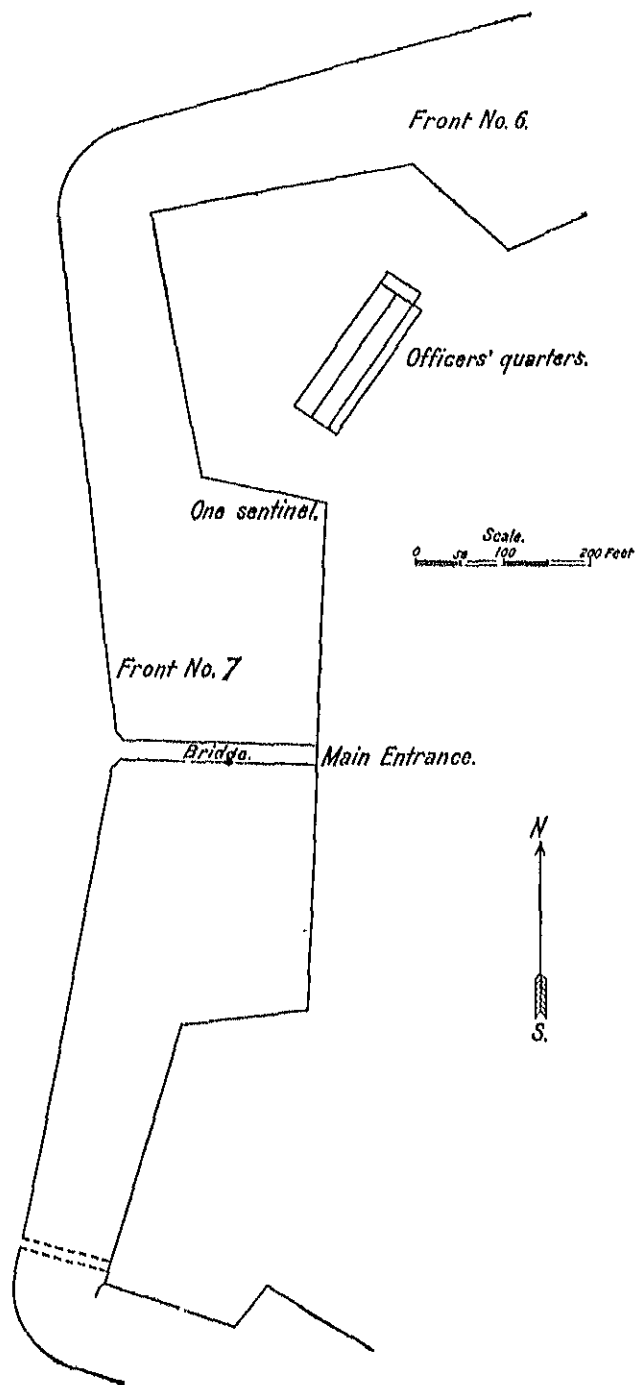 Front No. 6.
Officers' quarters.
One sentinel.
Scale.
0 50 100 200 Feet
Front No. 7
Bridge.
Main Entrance.
N
S.